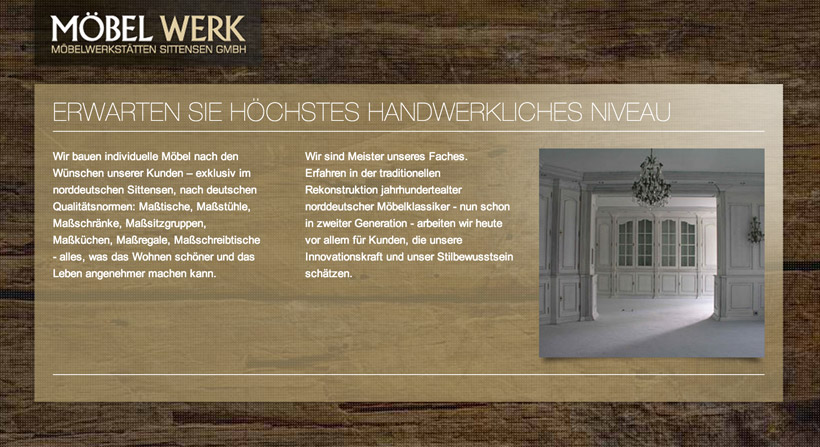 MÖBEL WERK
MÖBELWERKSTÄTTEN SITTENSEN GMBH
ERWARTEN SIE HÖCHSTES HANDWERKLICHES NIVEAU
Wir bauen individuelle Möbel nach den
Wünschen unserer Kunden – exklusiv im
norddeutschen Sittensen, nach deutschen
Qualitätsnormen: Maßtische, Maßstühle,
Maßschränke, Maßsitzgruppen,
Maßküchen, Maßregale, Maßschreibtische
- alles, was das Wohnen schöner und das
Leben angenehmer machen kann.
Wir sind Meister unseres Faches.
Erfahren in der traditionellen
Rekonstruktion jahrhundertealter
norddeutscher Möbelklassiker - nun schon
in zweiter Generation - arbeiten wir heute
vor allem für Kunden, die unsere
Innovationskraft und unser Stilbewusstsein
schätzen.